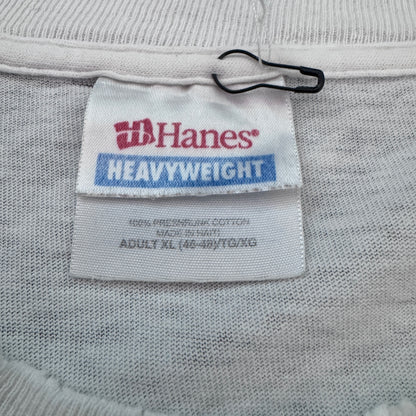 Hanes®
HEAVYWEIGHT
100% PRESHRUNK COTTON
MADE IN HAITI
ADULT XL (46-48)/TG/XG